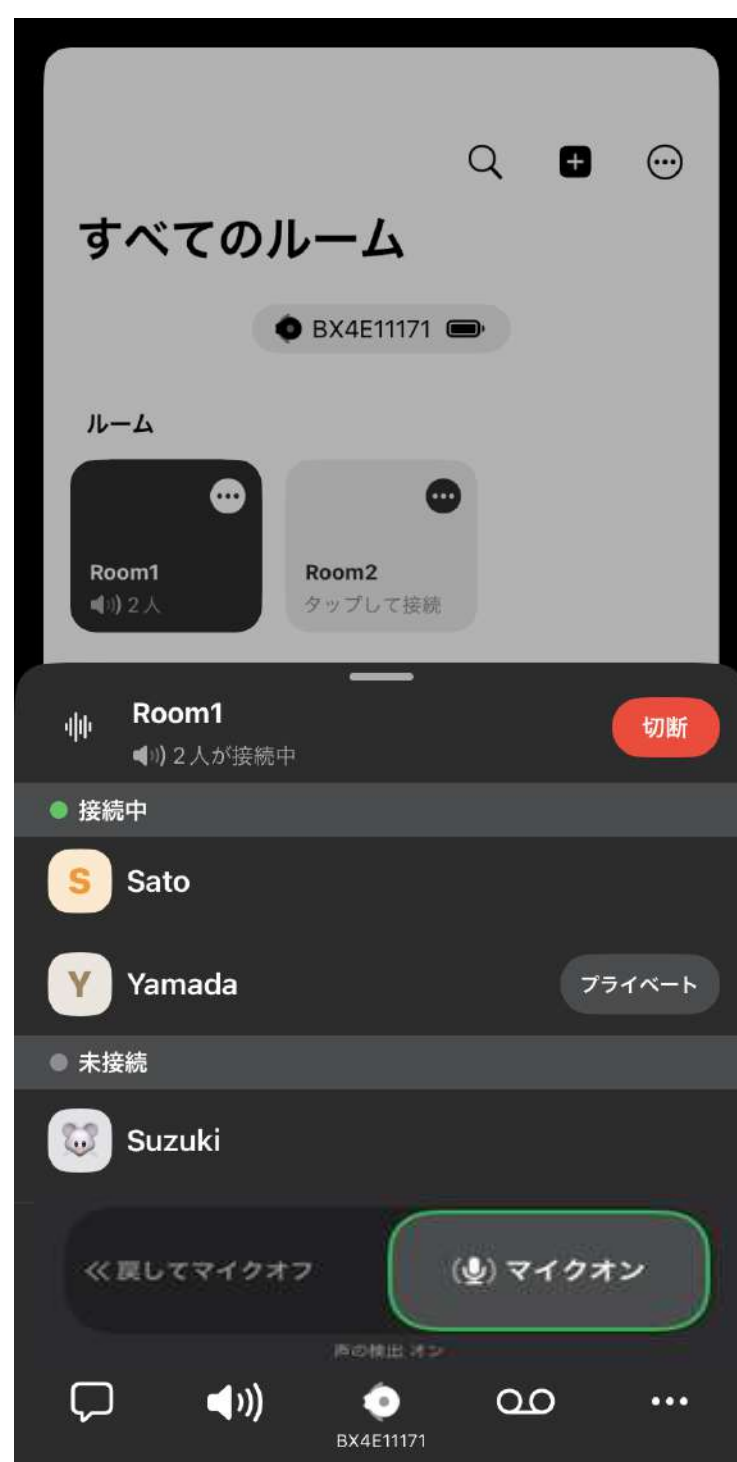 すべてのルーム
BX4E11171
ルーム
Room1
2人
Room2
タップして接続
Room1
2人が接続中
切断
接続中
S
Sato
Y
Yamada
プライベート
未接続
Suzuki
≪戻してマイクオフ
マイクオン
声の検出 オン
BX4E11171